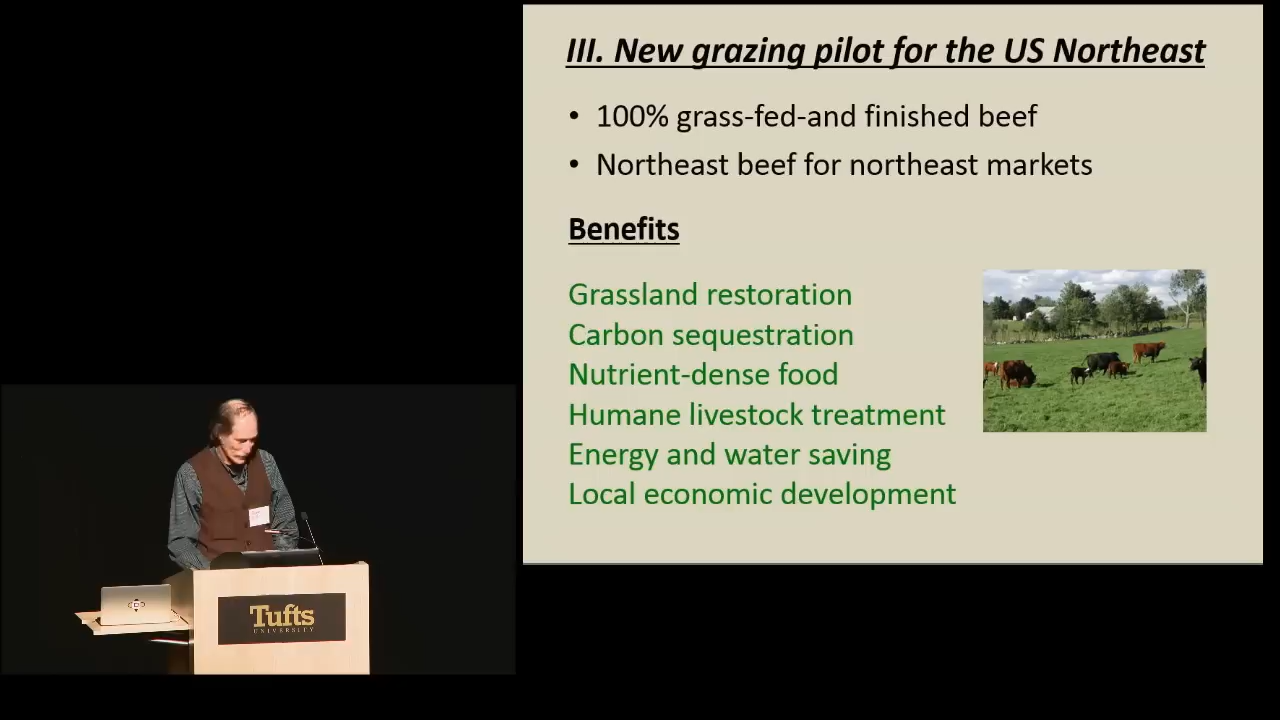 III. New grazing pilot for the US Northeast
• 100% grass-fed-and finished beef
• Northeast beef for northeast markets
Benefits
Grassland restoration
Carbon sequestration
Nutrient-dense food
Humane livestock treatment
Energy and water saving
Local economic development
Tufts
UNIVERSITY